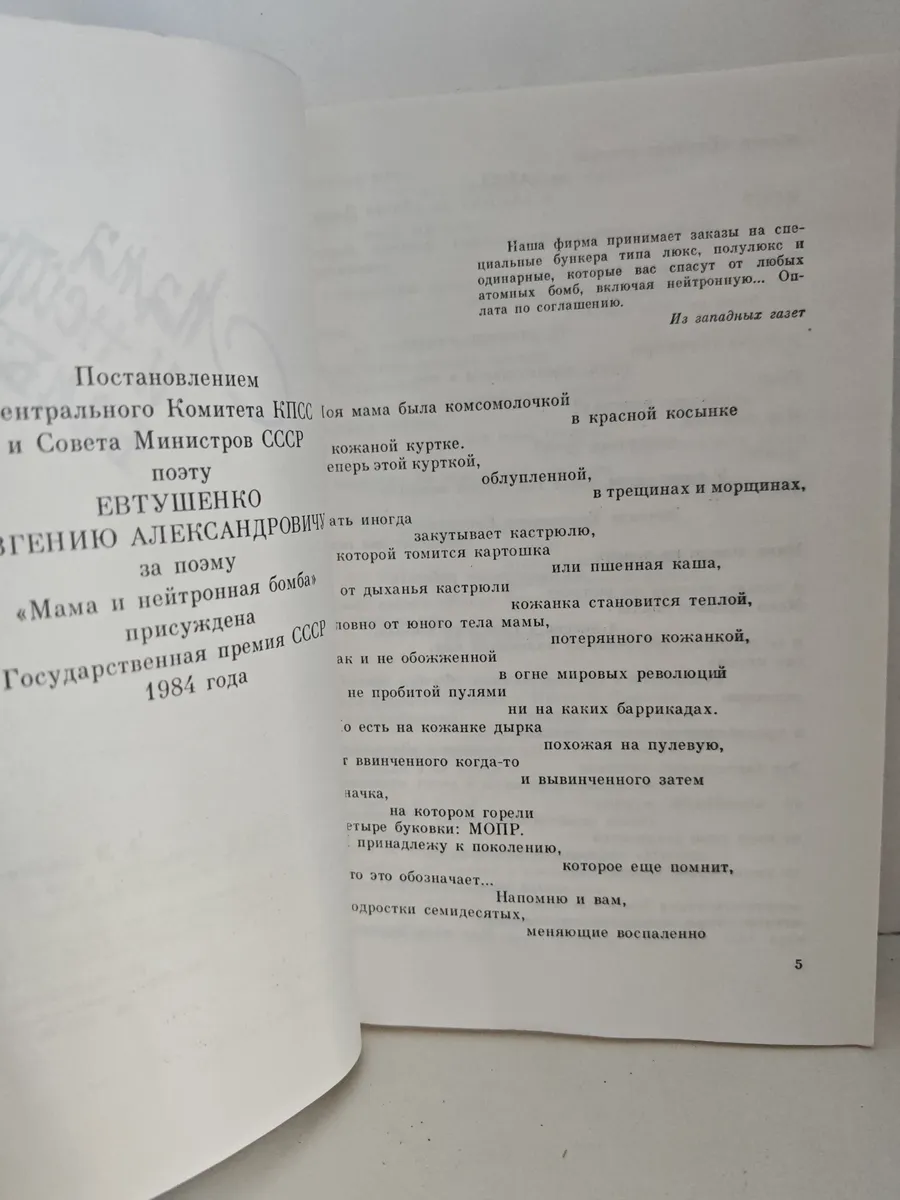 Постановлением
ентрального Комитета КПСС
и Совета Министров СССР
поэту
ЕВТУШЕНКО
ВГЕНИЮ АЛЕКСАНДРОВИЧУ
за поэму
«Мама и нейтронная бомба»
присуждена
Государственная премия СССР
1984 года
Наша фирма принимает заказы на спе-
циальные бункера типа люкс, полулюкс и
одинарные, которые вас спасут от любых
атомных бомб, включая нейтронную... Оп-
лата по соглашению.
Из западных газет
оя мама была комсомолочкой
в красной косынке
кожаной куртке.
еперь этой курткой,
облупленной,
в трещинах и морщинах,
ать иногда
закутывает кастрюлю,
которой томится картошка
или пшенная каша,
от дыханья кастрюли
кожанка становится теплой,
ловно от юного тела мамы,
потерянного кожанкой,
ак и не обожженной
в огне мировых революций
не пробитой пулями
ни на каких баррикадах.
о есть на кожанке дырка
похожая на пулевую,
т ввинченного когда-то
и вывинченного затем
начка,
на котором горели
етыре буковки: МОПР.
принадлежу к поколению,
которое еще помнит,
то это обозначает...
Напомню и вам,
одростки семидесятых,
меняющие воспаленно
5